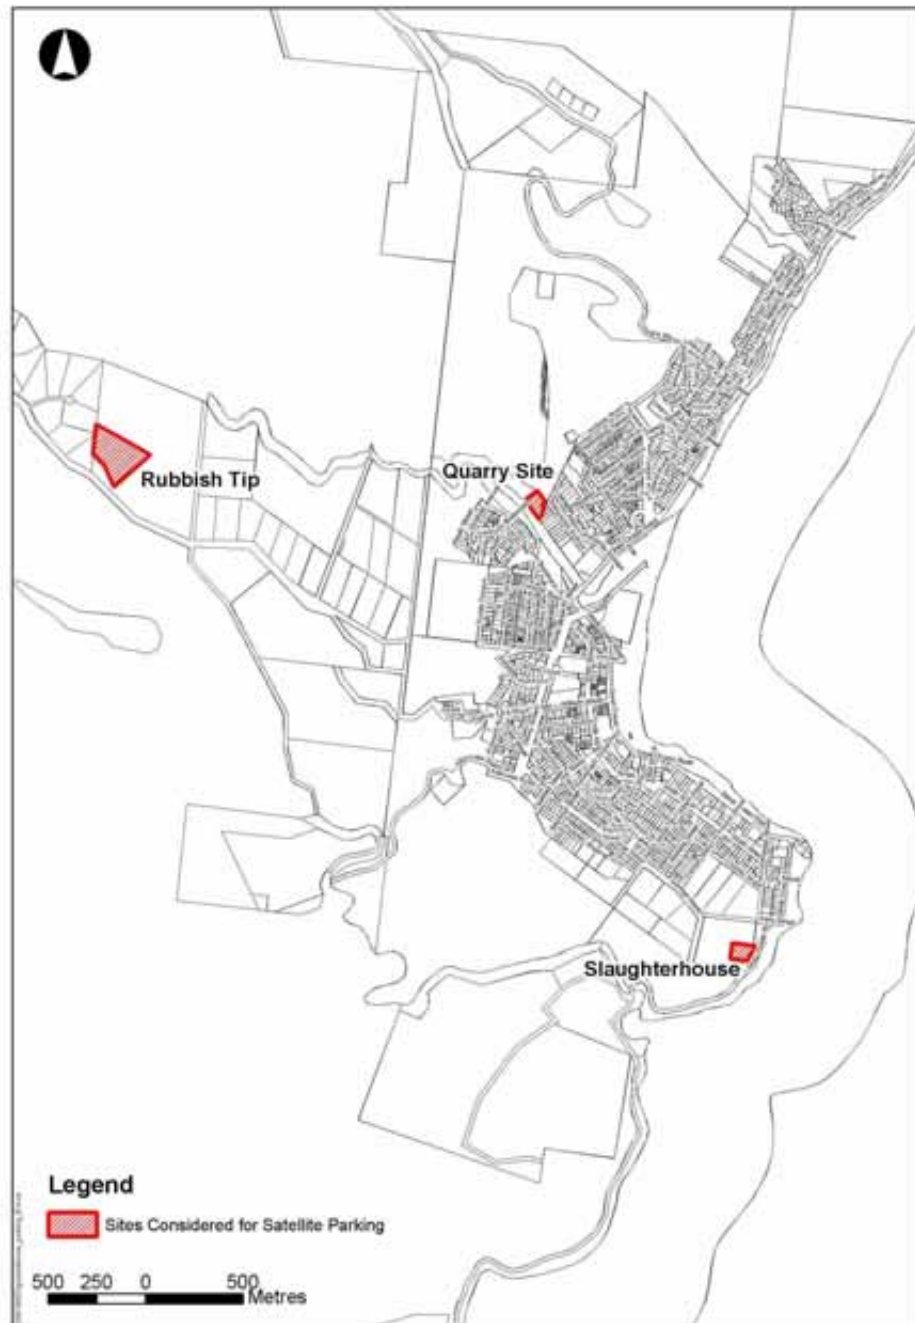 Quarry Site
Rubbish Tip
Slaughterhouse
Legend
Sites Considered for Satellite Parking
500 250 0 500
Metres